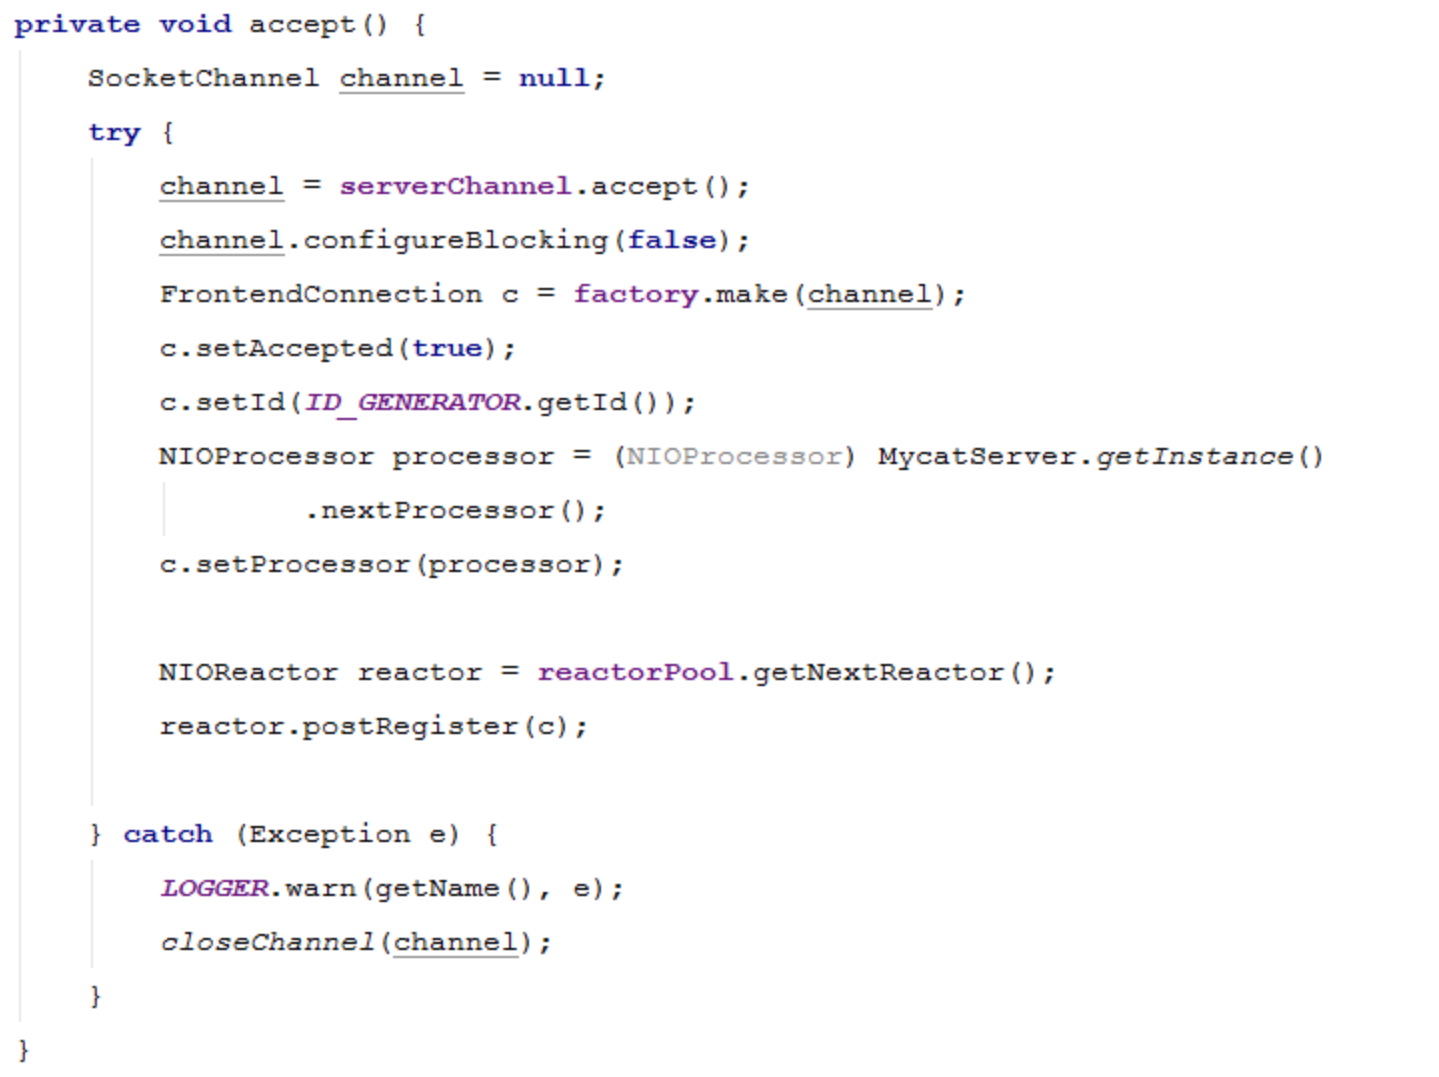 private void accept() {
SocketChannel channel = null;
try {
channel = serverChannel.accept();
channel.configureBlocking(false);
FrontendConnection c = factory.make(channel);
c.setAccepted(true);
c.setId(ID_GENERATOR.getId());
NIOProcessor processor = (NIOProcessor) MycatServer.getInstance()
.nextProcessor();
c.setProcessor(processor);
NIOReactor reactor = reactorPool.getNextReactor();
reactor.postRegister(c);
} catch (Exception e) {
LOGGER.warn(getName(), e);
closeChannel(channel);
}
}